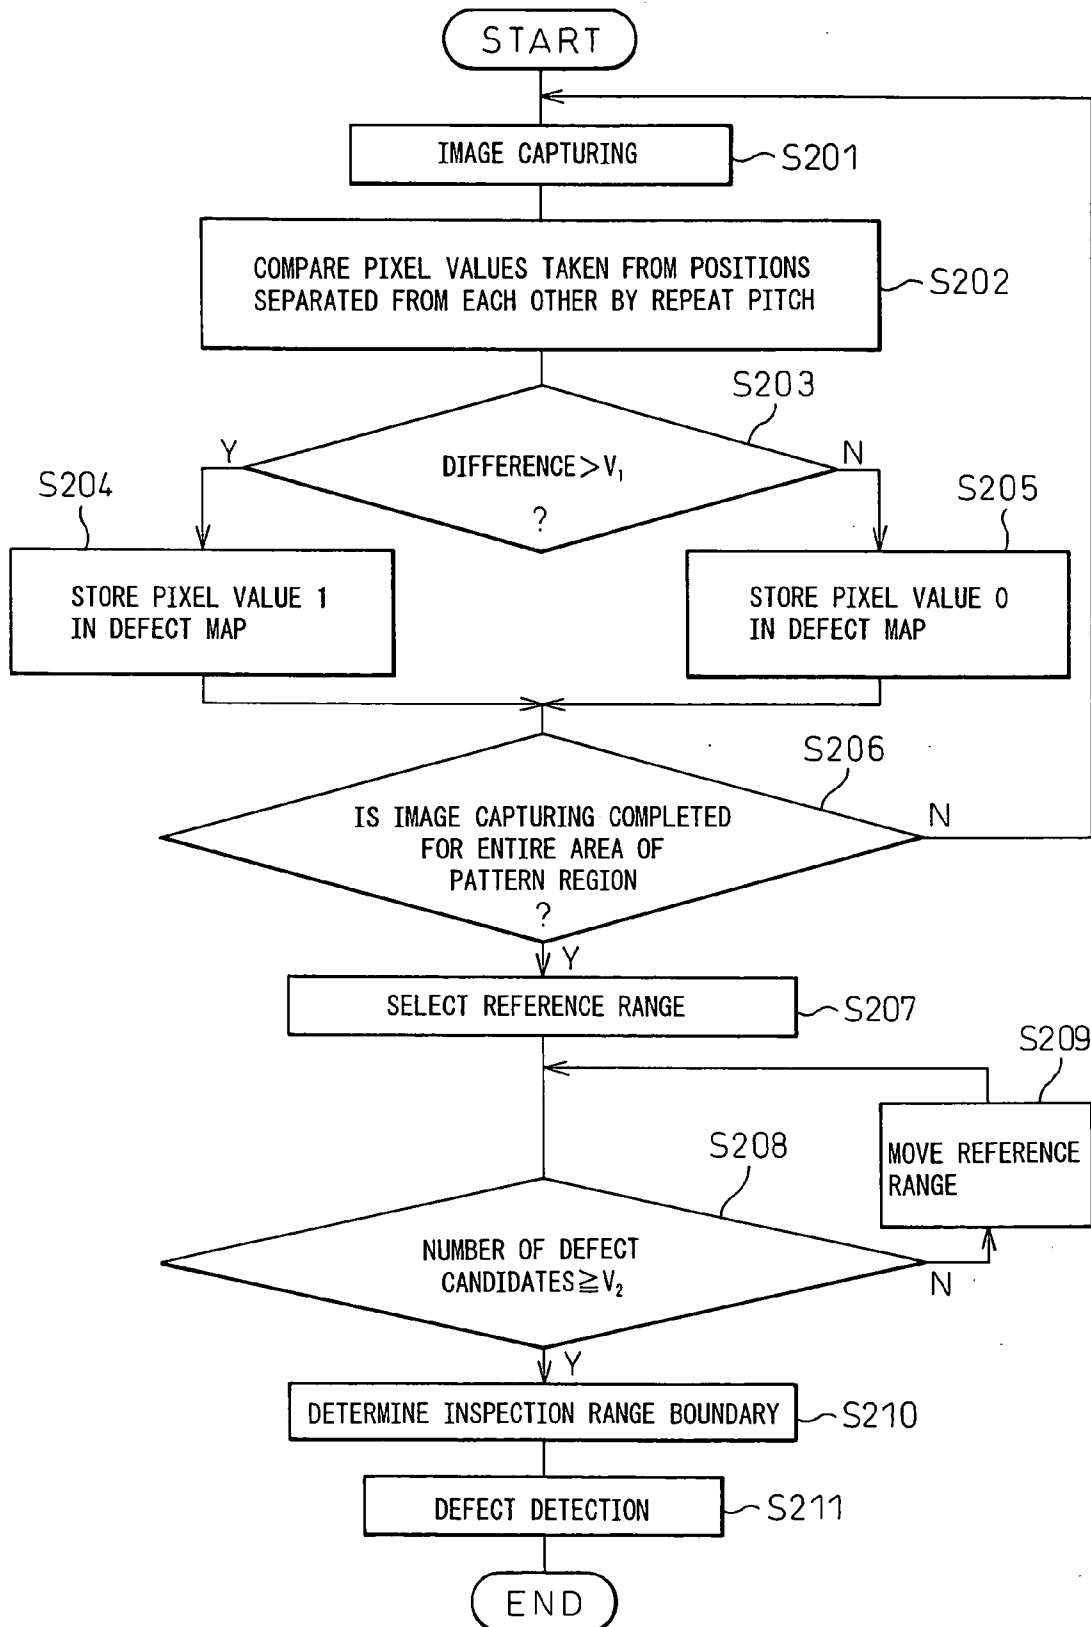 START
IMAGE CAPTURING
S201
COMPARE PIXEL VALUES TAKEN FROM POSITIONS
SEPARATED FROM EACH OTHER BY REPEAT PITCH
S202
S203
DIFFERENCE>V₁
?
Y
N
S204
S205
STORE PIXEL VALUE 1
IN DEFECT MAP
STORE PIXEL VALUE 0
IN DEFECT MAP
S206
IS IMAGE CAPTURING COMPLETED
FOR ENTIRE AREA OF
PATTERN REGION
?
N
Y
SELECT REFERENCE RANGE
S207
S209
MOVE REFERENCE
RANGE
S208
NUMBER OF DEFECT
CANDIDATES≧V₂
N
Y
DETERMINE INSPECTION RANGE BOUNDARY
S210
DEFECT DETECTION
S211
END